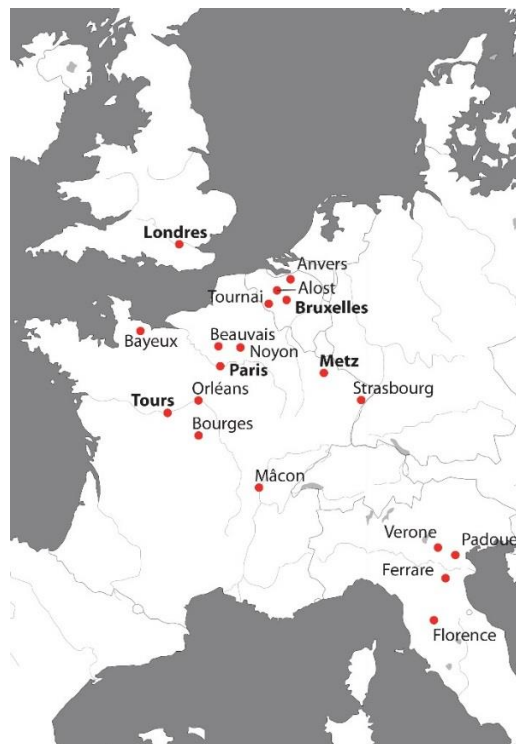 Londres
Anvers
Alost
Tournai
Bruxelles
Bayeux
Beauvais
Noyon
Paris
Metz
Orléans
Strasbourg
Tours
Bourges
Mâcon
Verone
Padoue
Ferrare
Florence